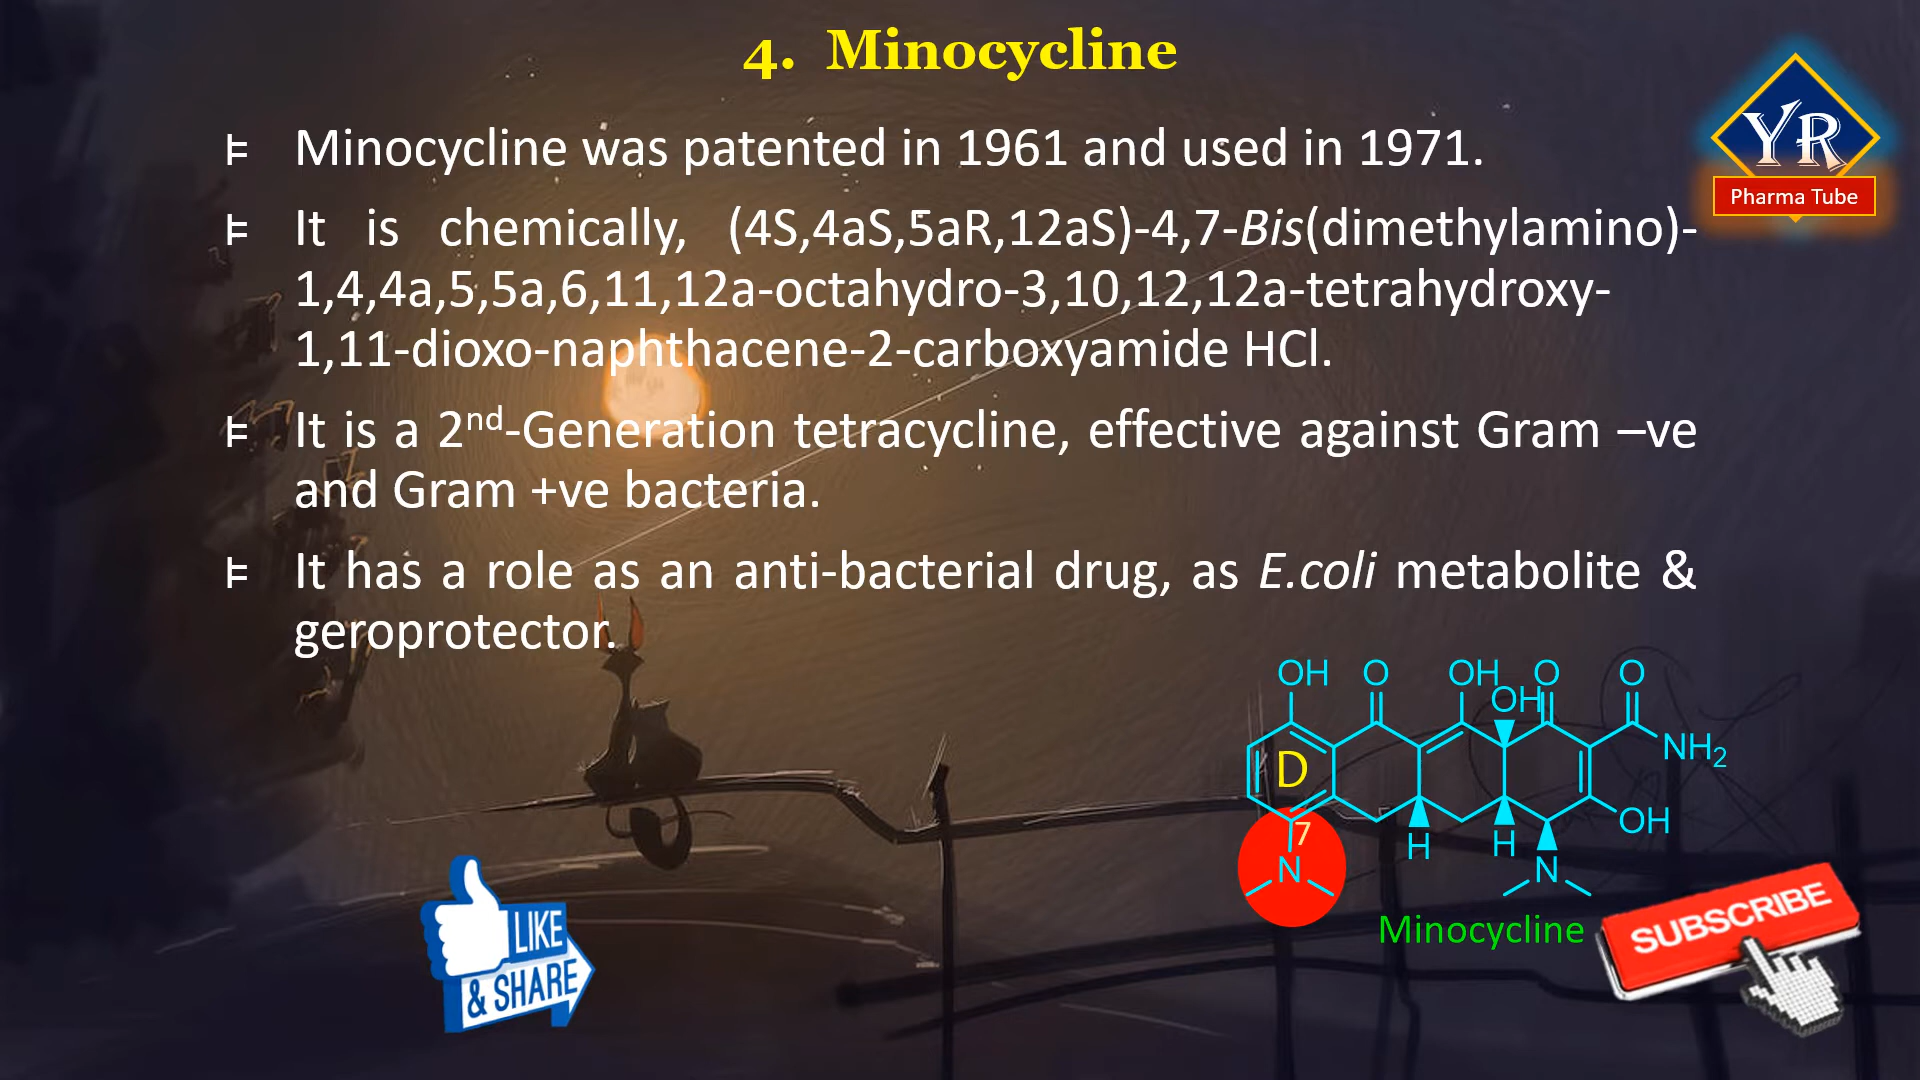 4. Minocycline
YR
Pharma Tube
Minocycline was patented in 1961 and used in 1971.
It is chemically, (4S,4aS,5aR,12aS)-4,7-Bis(dimethylamino)-
1,4,4a,5,5a,6,11,12a-octahydro-3,10,12,12a-tetrahydroxy-
1,11-dioxo-naphthacene-2-carboxyamide HCl.
It is a 2nd-Generation tetracycline, effective against Gram –ve
and Gram +ve bacteria.
It has a role as an anti-bacterial drug, as E.coli metabolite &
geroprotector.
OH O OH O O
OH
NH2
D
OH
7
H H
N N
Minocycline
LIKE
& SHARE
SUBSCRIBE